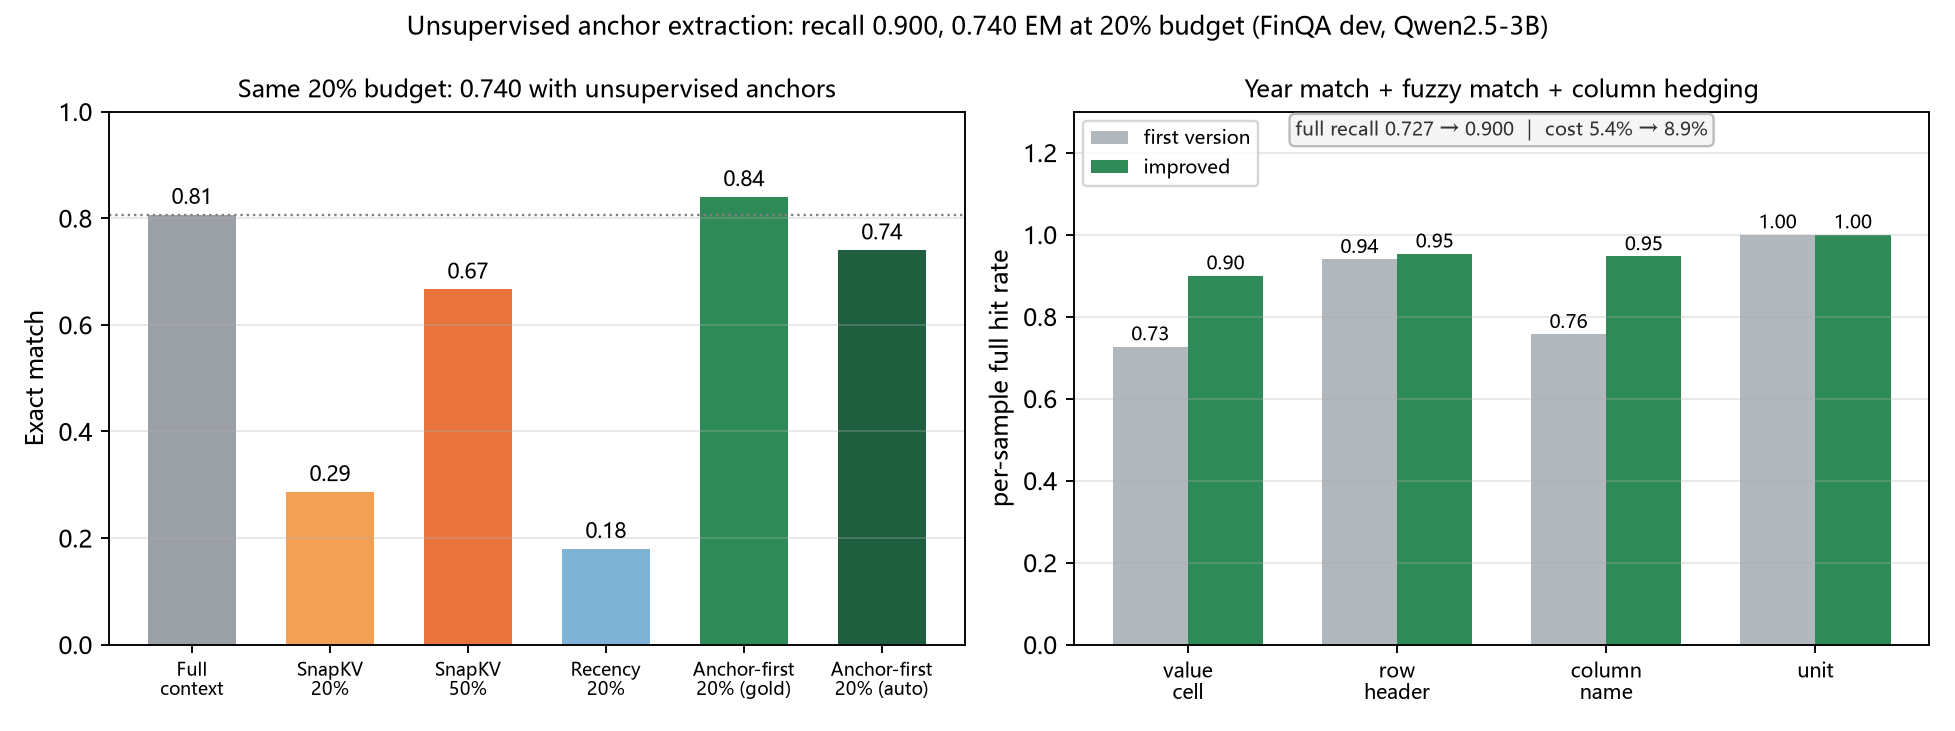 Unsupervised anchor extraction: recall 0.900, 0.740 EM at 20% budget (FinQA dev, Qwen2.5-3B)
Same 20% budget: 0.740 with unsupervised anchors
Exact match
1.0
0.8
0.6
0.4
0.2
0.0
0.81
0.29
0.67
0.18
0.84
0.74
Full
context
SnapKV
20%
SnapKV
50%
Recency
20%
Anchor-first
20% (gold)
Anchor-first
20% (auto)
Year match + fuzzy match + column hedging
full recall 0.727 → 0.900 | cost 5.4% → 8.9%
first version
improved
per-sample full hit rate
1.2
1.0
0.8
0.6
0.4
0.2
0.0
0.73
0.90
0.94
0.95
0.76
0.95
1.00
1.00
value
cell
row
header
column
name
unit